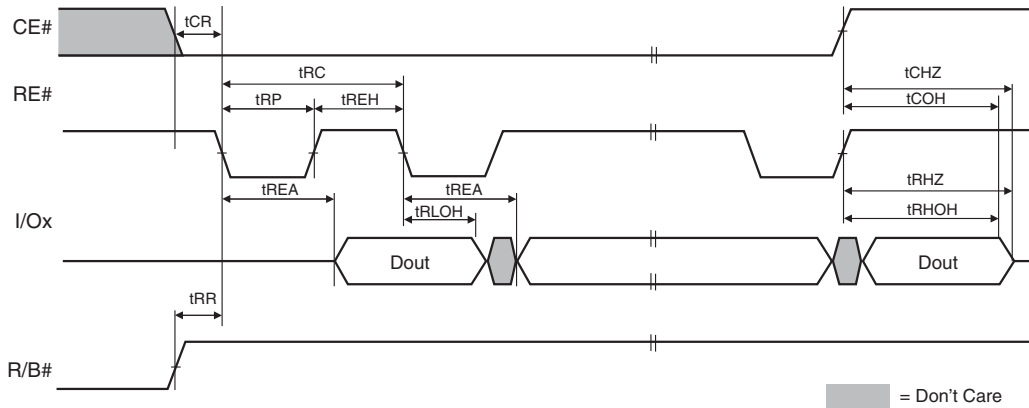 CE#
tCR
tRC
tCHZ
RE#
tRP
tREH
tCOH
tREA
tREA
tRHZ
tRLOH
tRHOH
I/Ox
Dout
Dout
tRR
R/B#
= Don't Care